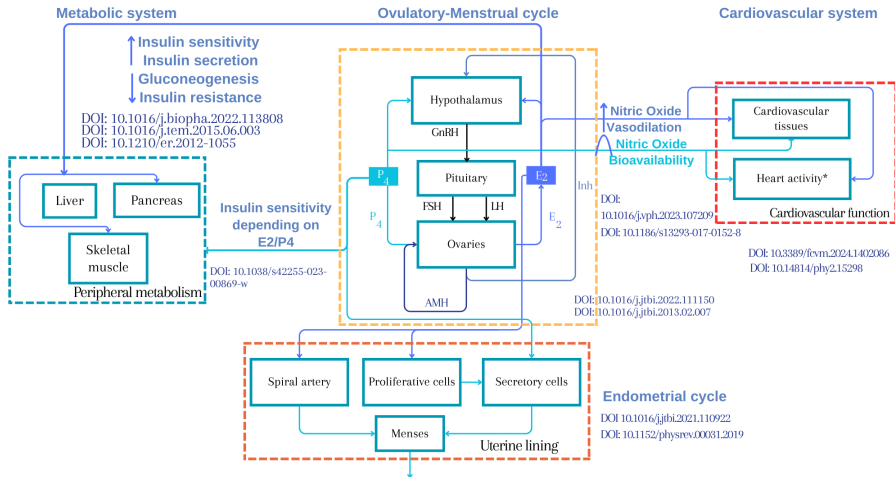 Metabolic system
Ovulatory-Menstrual cycle
Cardiovascular system
Insulin sensitivity
Insulin secretion
Gluconeogenesis
Insulin resistance
DOI: 10.1016/j.biopha.2022.113808
DOI: 10.1016/j.tem.2015.06.003
DOI: 10.1210/er.2012-1055
Hypothalamus
GnRH
Nitric Oxide
Vasodilation
Nitric Oxide
Bioavailability
Cardiovascular
tissues
Heart activity*
Cardiovascular function
Liver
Pancreas
Skeletal
muscle
Peripheral metabolism
P4
Pituitary
E2
Inh
FSH
LH
P4
E2
Ovaries
AMH
Insulin sensitivity
depending on
E2/P4
DOI: 10.1038/s42255-023-
00869-w
DOI:
10.1016/j.vph.2023.107209
DOI: 10.1186/s13293-017-0152-8
DOI: 10.3389/fcvm.2024.1402086
DOI: 10.14814/phy2.15298
DOI: 10.1016/j.jtbi.2022.111150
DOI: 10.1016/j.jtbi.2013.02.007
Spiral artery
Proliferative cells
Secretory cells
Menses
Uterine lining
Endometrial cycle
DOI 10.1016/j.jtbi.2021.110922
DOI: 10.1152/physrev.00031.2019